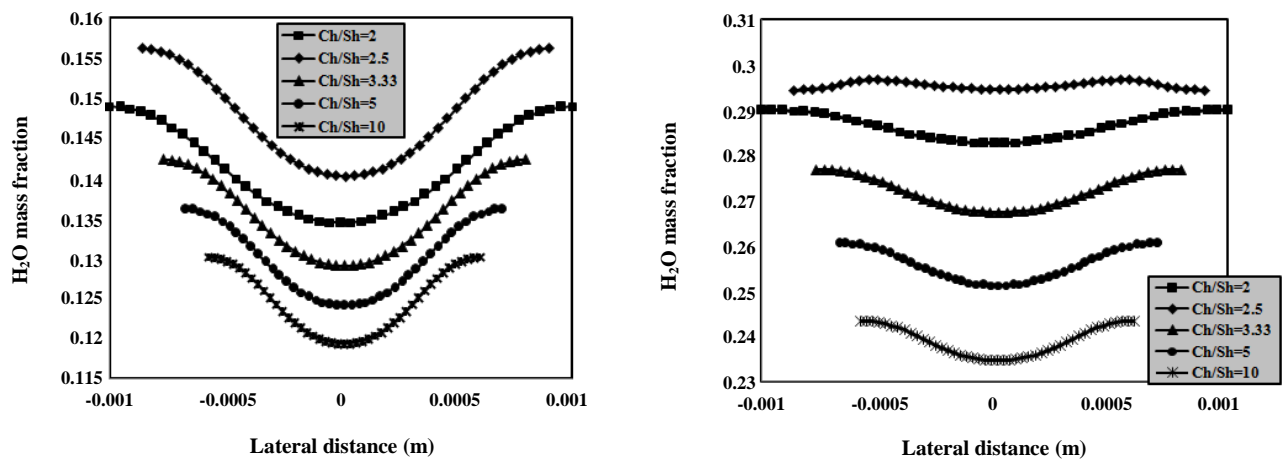 0.16
0.155
0.15
0.145
0.14
0.135
0.13
0.125
0.12
0.115
H₂O mass fraction
Ch/Sh=2
Ch/Sh=2.5
Ch/Sh=3.33
Ch/Sh=5
Ch/Sh=10
-0.001 -0.0005 0 0.0005 0.001
Lateral distance (m)
0.31
0.3
0.29
0.28
0.27
0.26
0.25
0.24
0.23
H₂O mass fraction
Ch/Sh=2
Ch/Sh=2.5
Ch/Sh=3.33
Ch/Sh=5
Ch/Sh=10
-0.001 -0.0005 0 0.0005 0.001
Lateral distance (m)